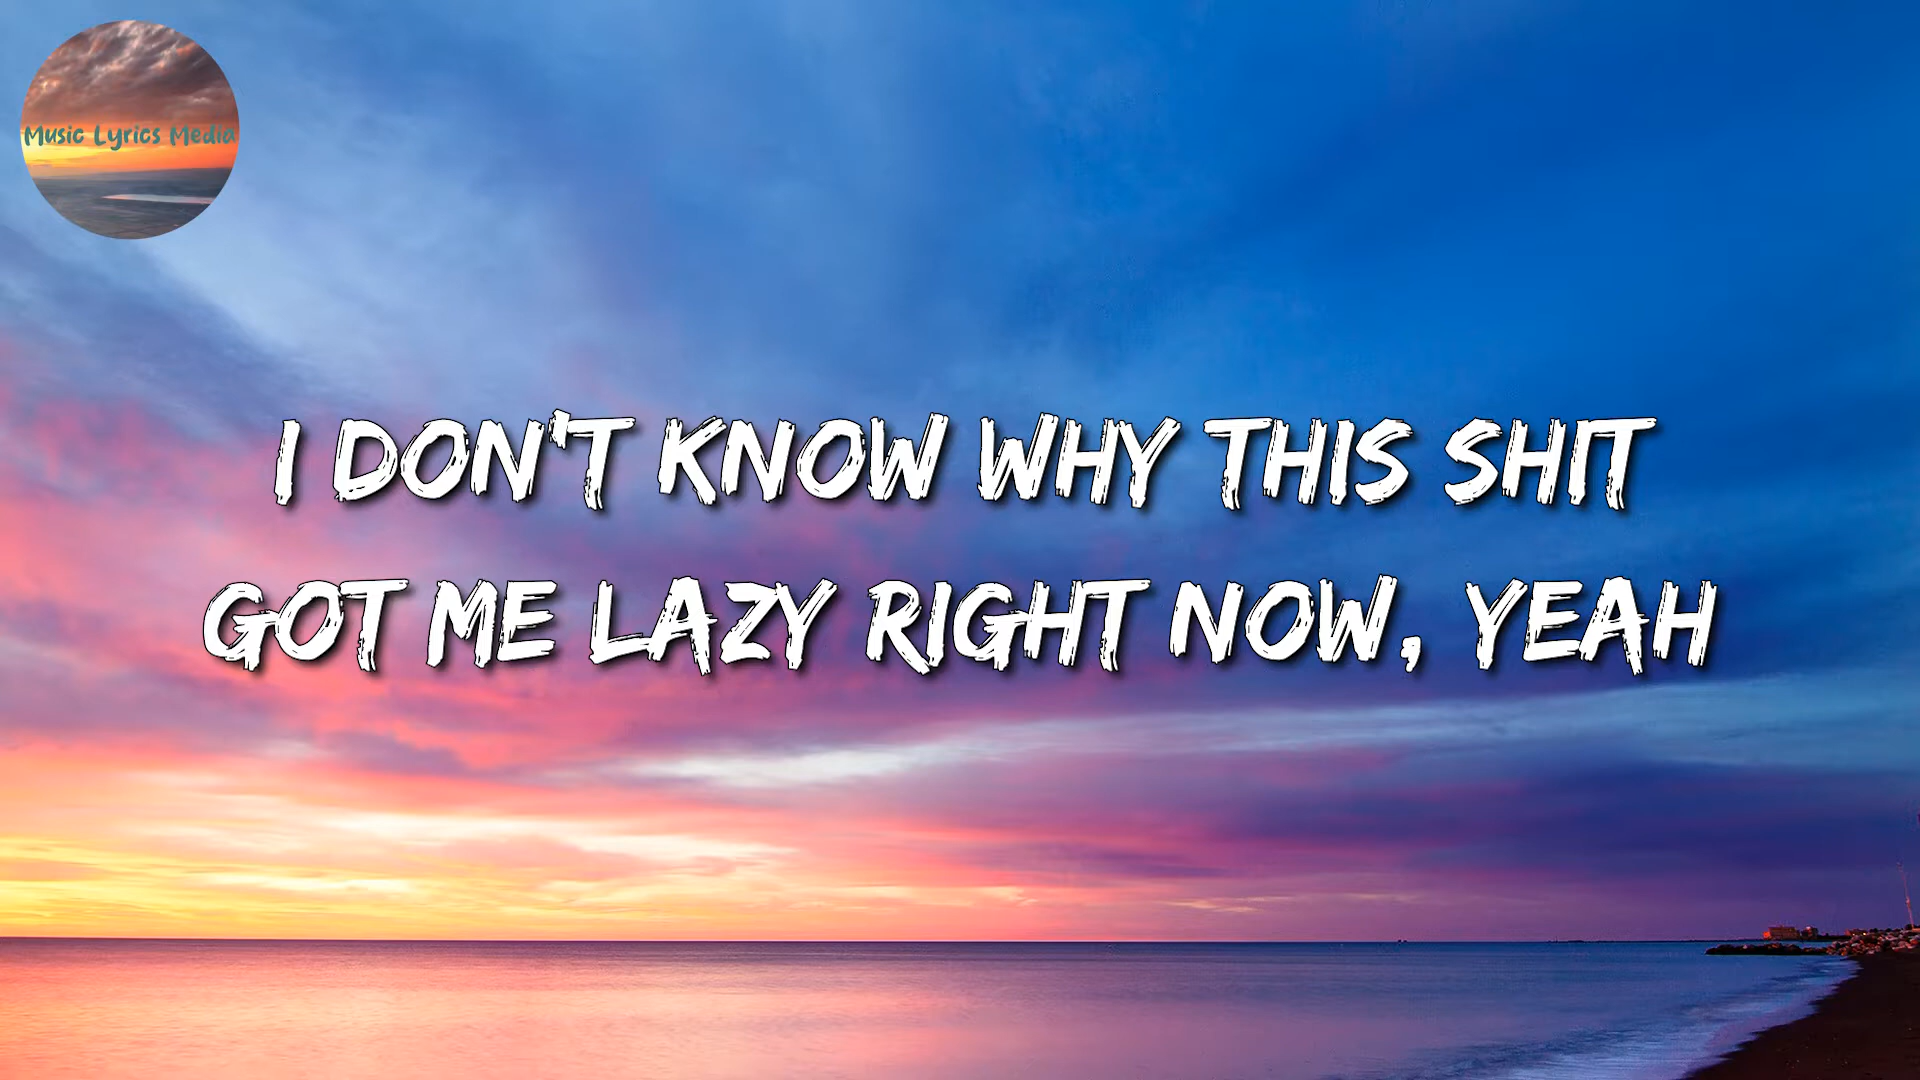 Music Lyrics Media
I DON'T KNOW WHY THIS SHIT
GOT ME LAZY RIGHT NOW, YEAH